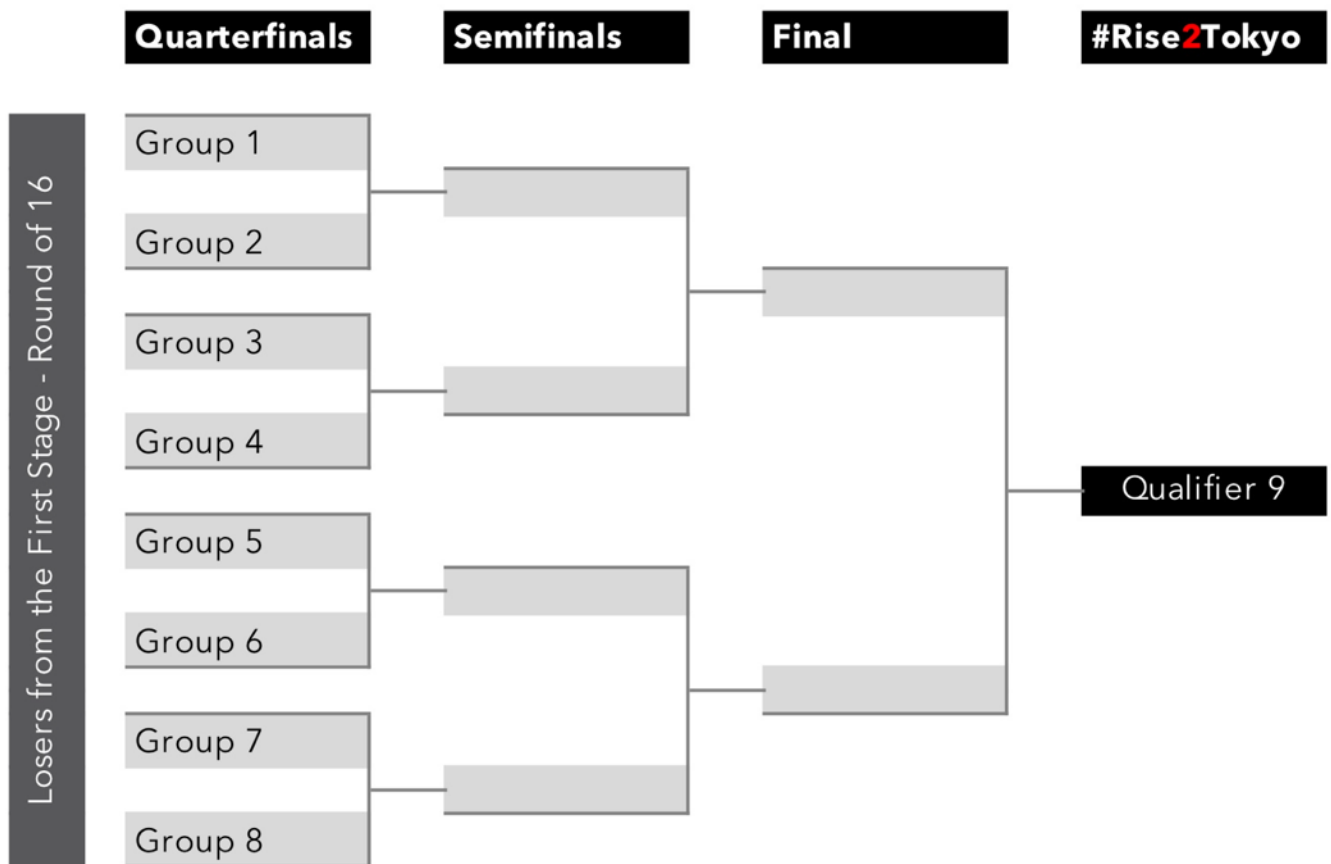 Quarterfinals
Semifinals
Final
#Rise2Tokyo
Losers from the First Stage - Round of 16
Group 1
Group 2
Group 3
Group 4
Group 5
Group 6
Group 7
Group 8
Qualifier 9